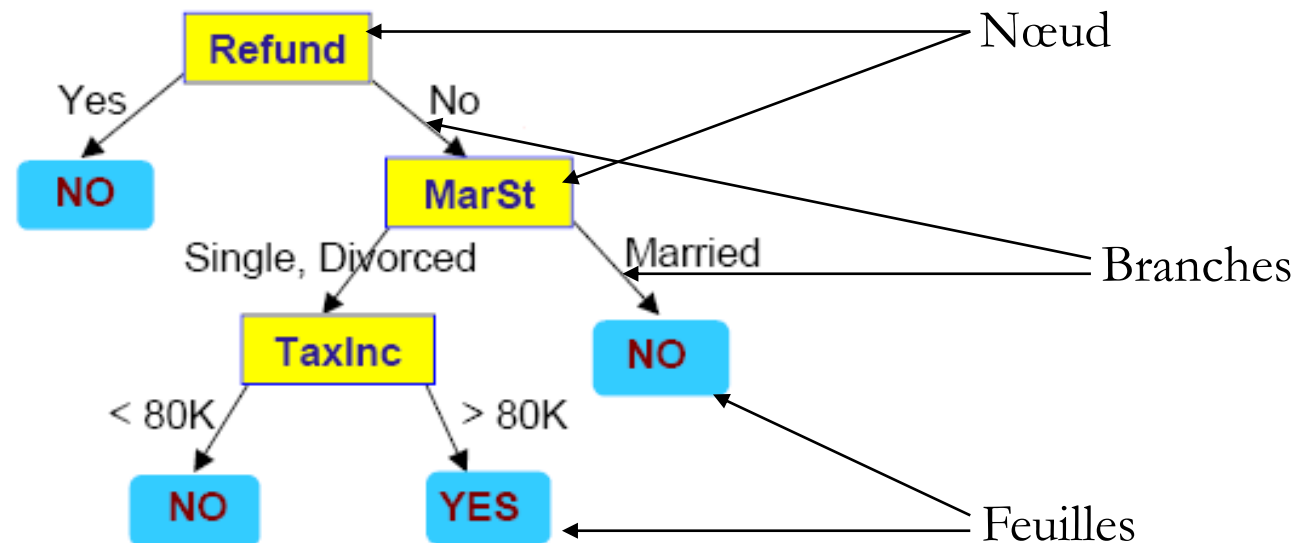 Refund
Nœud
Yes
No
NO
MarSt
Single, Divorced
Married
Branches
TaxInc
NO
< 80K
> 80K
NO
YES
Feuilles